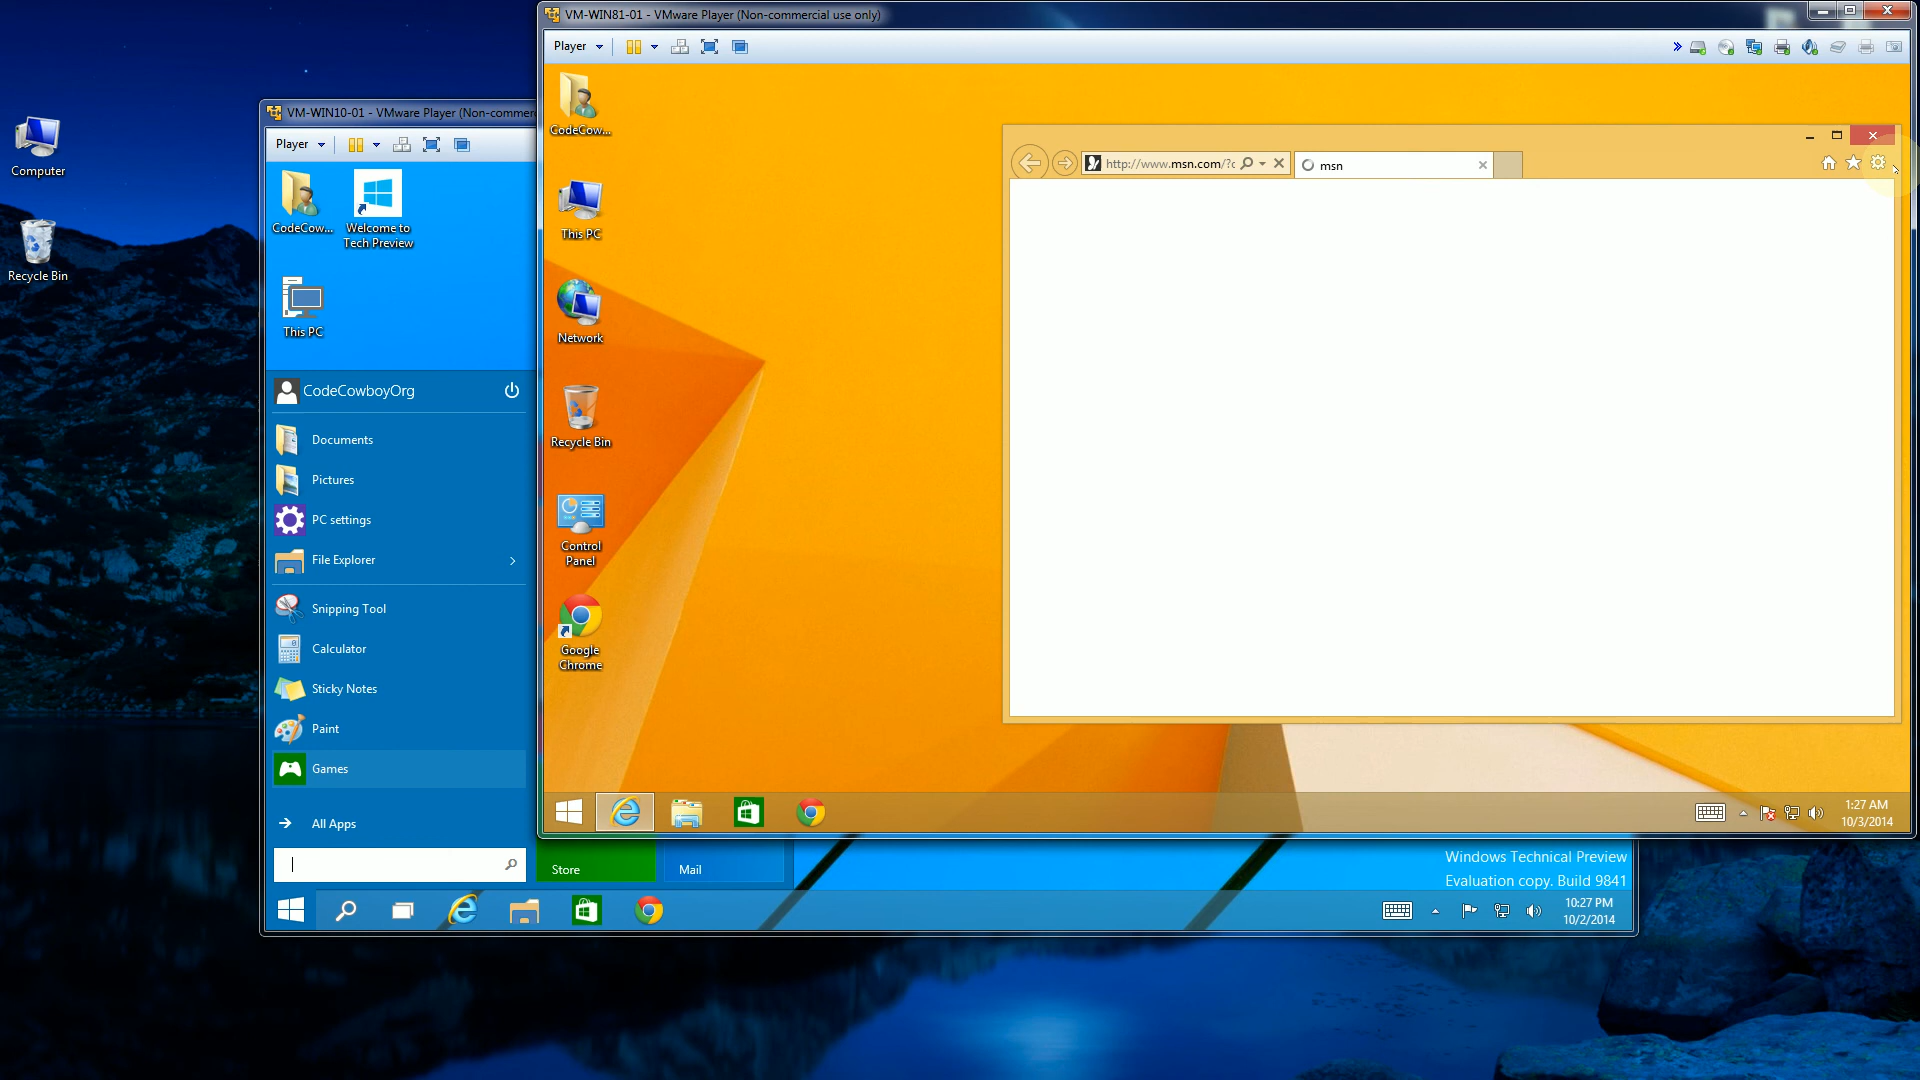 VM-WIN81-01 - VMware Player (Non-commercial use only)
Player
Computer
Recycle Bin
VM-WIN10-01 - VMware Player (Non-commer
Player
CodeCow...
Welcome to
Tech Preview
This PC
CodeCowboyOrg
Documents
Pictures
PC settings
File Explorer
Snipping Tool
Calculator
Sticky Notes
Paint
Games
All Apps
CodeCow...
This PC
Network
Recycle Bin
Control
Panel
Google
Chrome
http://www.msn.com/?c
msn
1:27 AM
10/3/2014
Store
Mail
Windows Technical Preview
Evaluation copy. Build 9841
10:27 PM
10/2/2014